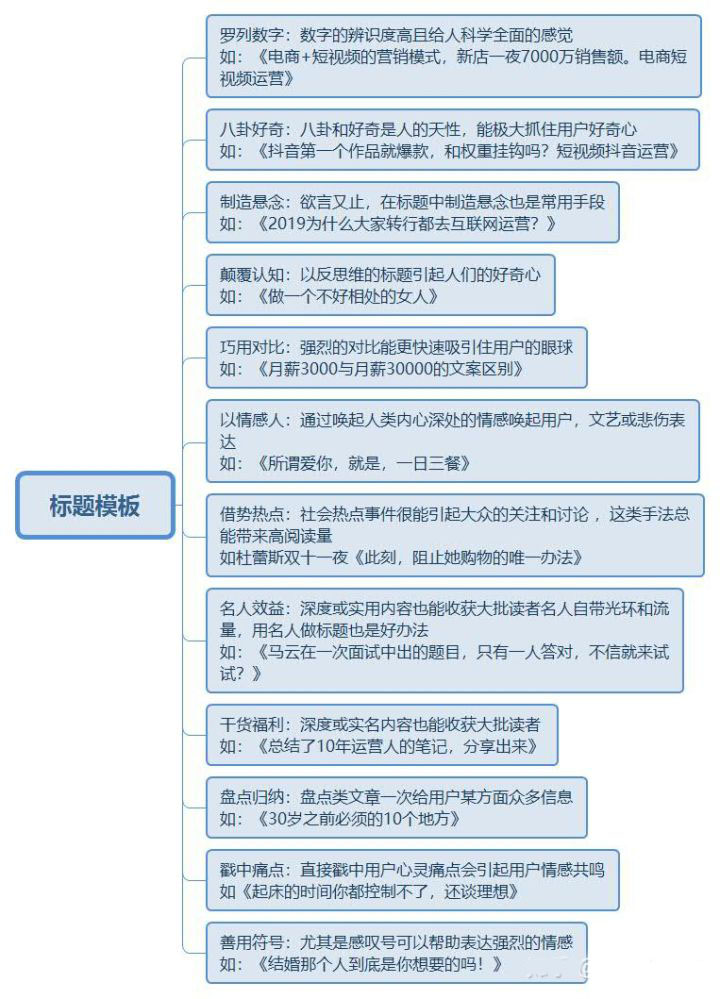 标题模板
罗列数字：数字的辨识度高且给人科学全面的感觉
如：《电商+短视频的营销模式，新店一夜7000万销售额。电商短
视频运营》
八卦好奇：八卦和好奇是人的天性，能极大抓住用户好奇心
如：《抖音第一个作品就爆款，和权重挂钩吗？短视频抖音运营》
制造悬念：欲言又止，在标题中制造悬念也是常用手段
如：《2019为什么大家转行都去互联网运营？》
颠覆认知：以反思维的标题引起人们的好奇心
如：《做一个不好相处的女人》
巧用对比：强烈的对比能更快速吸引住用户的眼球
如：《月薪3000与月薪30000的文案区别》
以情感人：通过唤起人类内心深处的情感唤起用户，文艺或悲伤表
达
如：《所谓爱你，就是，一日三餐》
借势热点：社会热点事件很能引起大众的关注和讨论 ，这类手法总
能带来高阅读量
如杜蕾斯双十一夜《此刻，阻止她购物的唯一办法》
名人效益：深度或实用内容也能收获大批读者名人自带光环和流
量，用名人做标题也是好办法
如：《马云在一次面试中出的题目，只有一人答对，不信就来试
试？》
干货福利：深度或实名内容也能收获大批读者
如：《总结了10年运营人的笔记，分享出来》
盘点归纳：盘点类文章一次给用户某方面众多信息
如：《30岁之前必须的10个地方》
戳中痛点：直接戳中用户心灵痛点会引起用户情感共鸣
如《起床的时间你都控制不了，还谈理想》
善用符号：尤其是感叹号可以帮助表达强烈的情感
如：《结婚那个人到底是你想要的吗！》